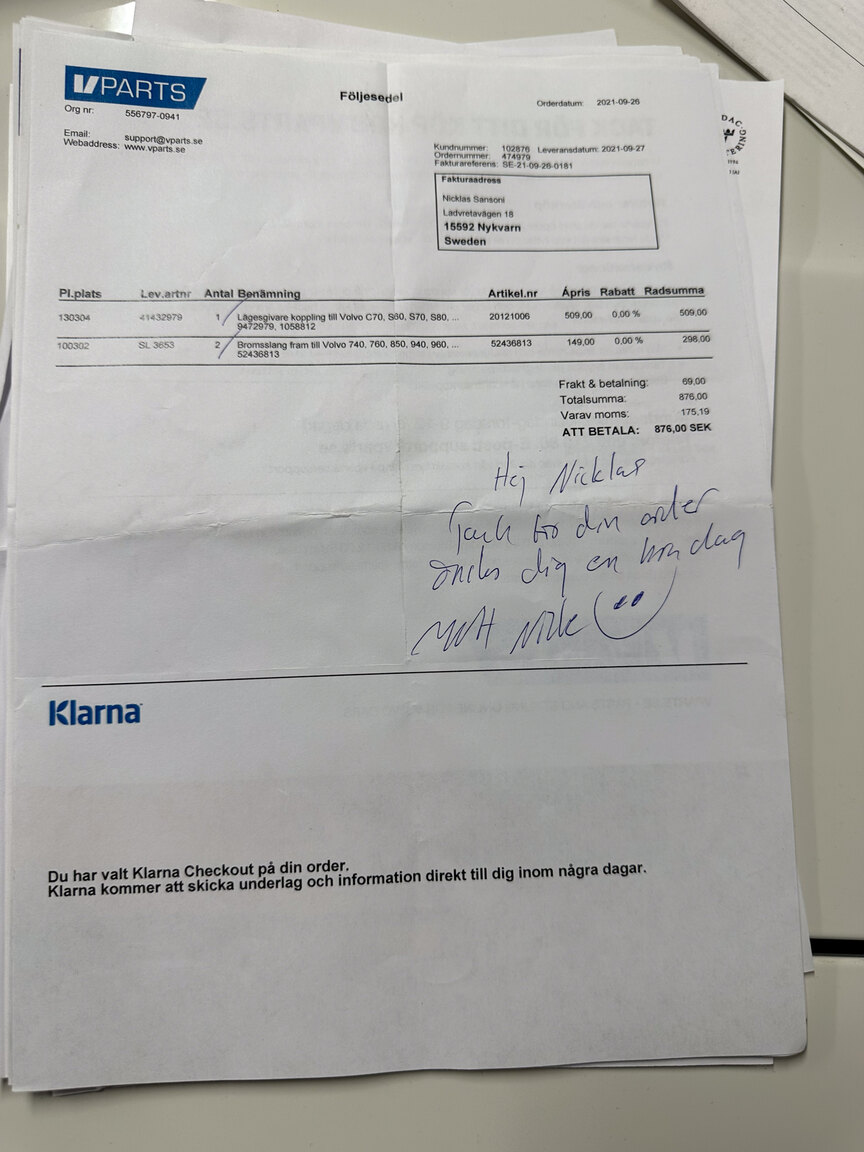 VPARTS
Följesedel
Orderdatum: 2021-09-26
Org nr: 556797-0941
Email: support@vparts.se
Webaddress: www.vparts.se
Kundnummer: 102876 Leveransdatum: 2021-09-27
Ordernummer: 474979
Fakturareferens: SE-21-09-26-0181
Fakturaadress
Nicklas Sansoni
Ladvretavägen 18
15592 Nykvarn
Sweden
Pl.plats Lev.artnr Antal Benämning Artikel.nr Ápris Rabatt Radsumma
130304 41432979 1 Lägesgivare koppling till Volvo C70, S60, S70, S80, ... 20121006 509,00 0,00 % 509,00
9472979, 1058812
100302 SL 3653 2 Bromsslang fram till Volvo 740, 760, 850, 940, 960, ... 52436813 149,00 0,00 % 298,00
52436813
Frakt & betalning: 69,00
Totalsumma: 876,00
Varav moms: 175,19
ATT BETALA: 876,00 SEK
Hej Nicklas
Tack för din order
önskar dig en bra dag
Klarna
Du har valt Klarna Checkout på din order.
Klarna kommer att skicka underlag och information direkt till dig inom några dagar.